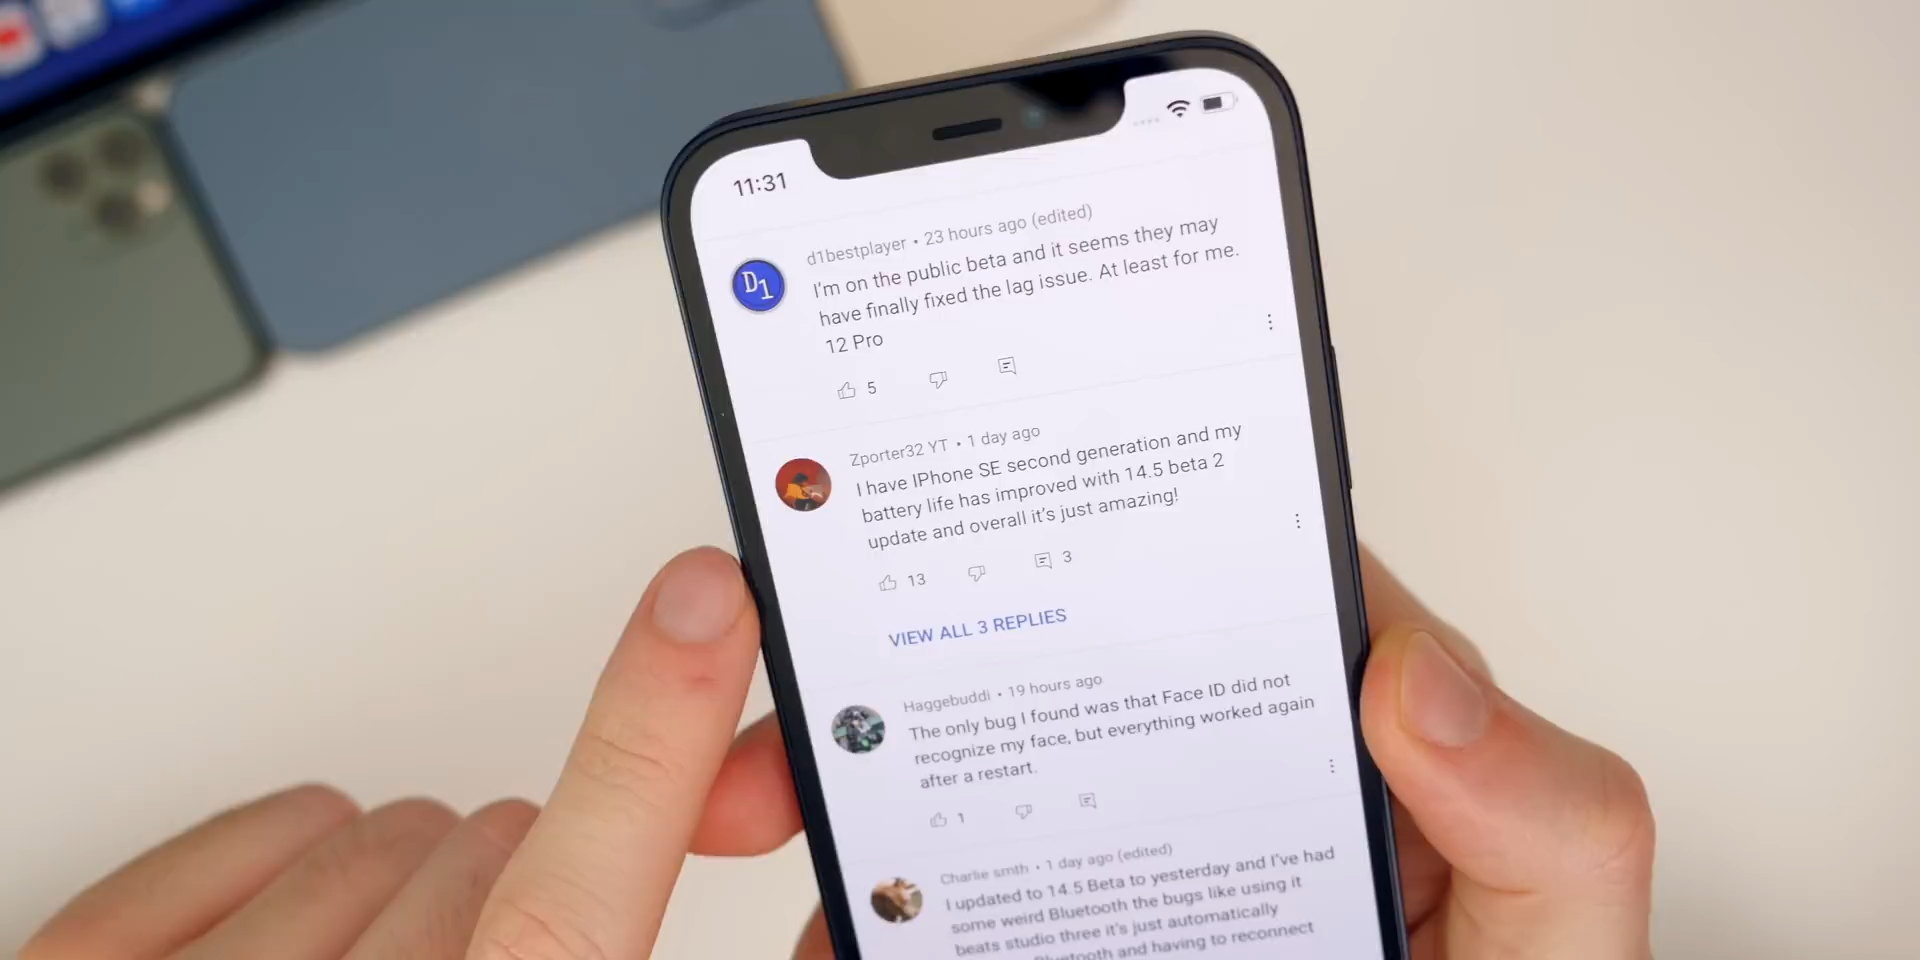 11:31
d1bestplayer • 23 hours ago (edited)
D1
I'm on the public beta and it seems they may
have finally fixed the lag issue. At least for me.
12 Pro
5
Zporter32 YT • 1 day ago
I have IPhone SE second generation and my
battery life has improved with 14.5 beta 2
update and overall it's just amazing!
13
3
VIEW ALL 3 REPLIES
Haggebuddi • 19 hours ago
The only bug I found was that Face ID did not
recognize my face, but everything worked again
after a restart.
1
Charlie smth • 1 day ago (edited)
I updated to 14.5 Beta to yesterday and I've had
some weird Bluetooth the bugs like using it
beats studio three it's just automatically
Bluetooth and having to reconnect